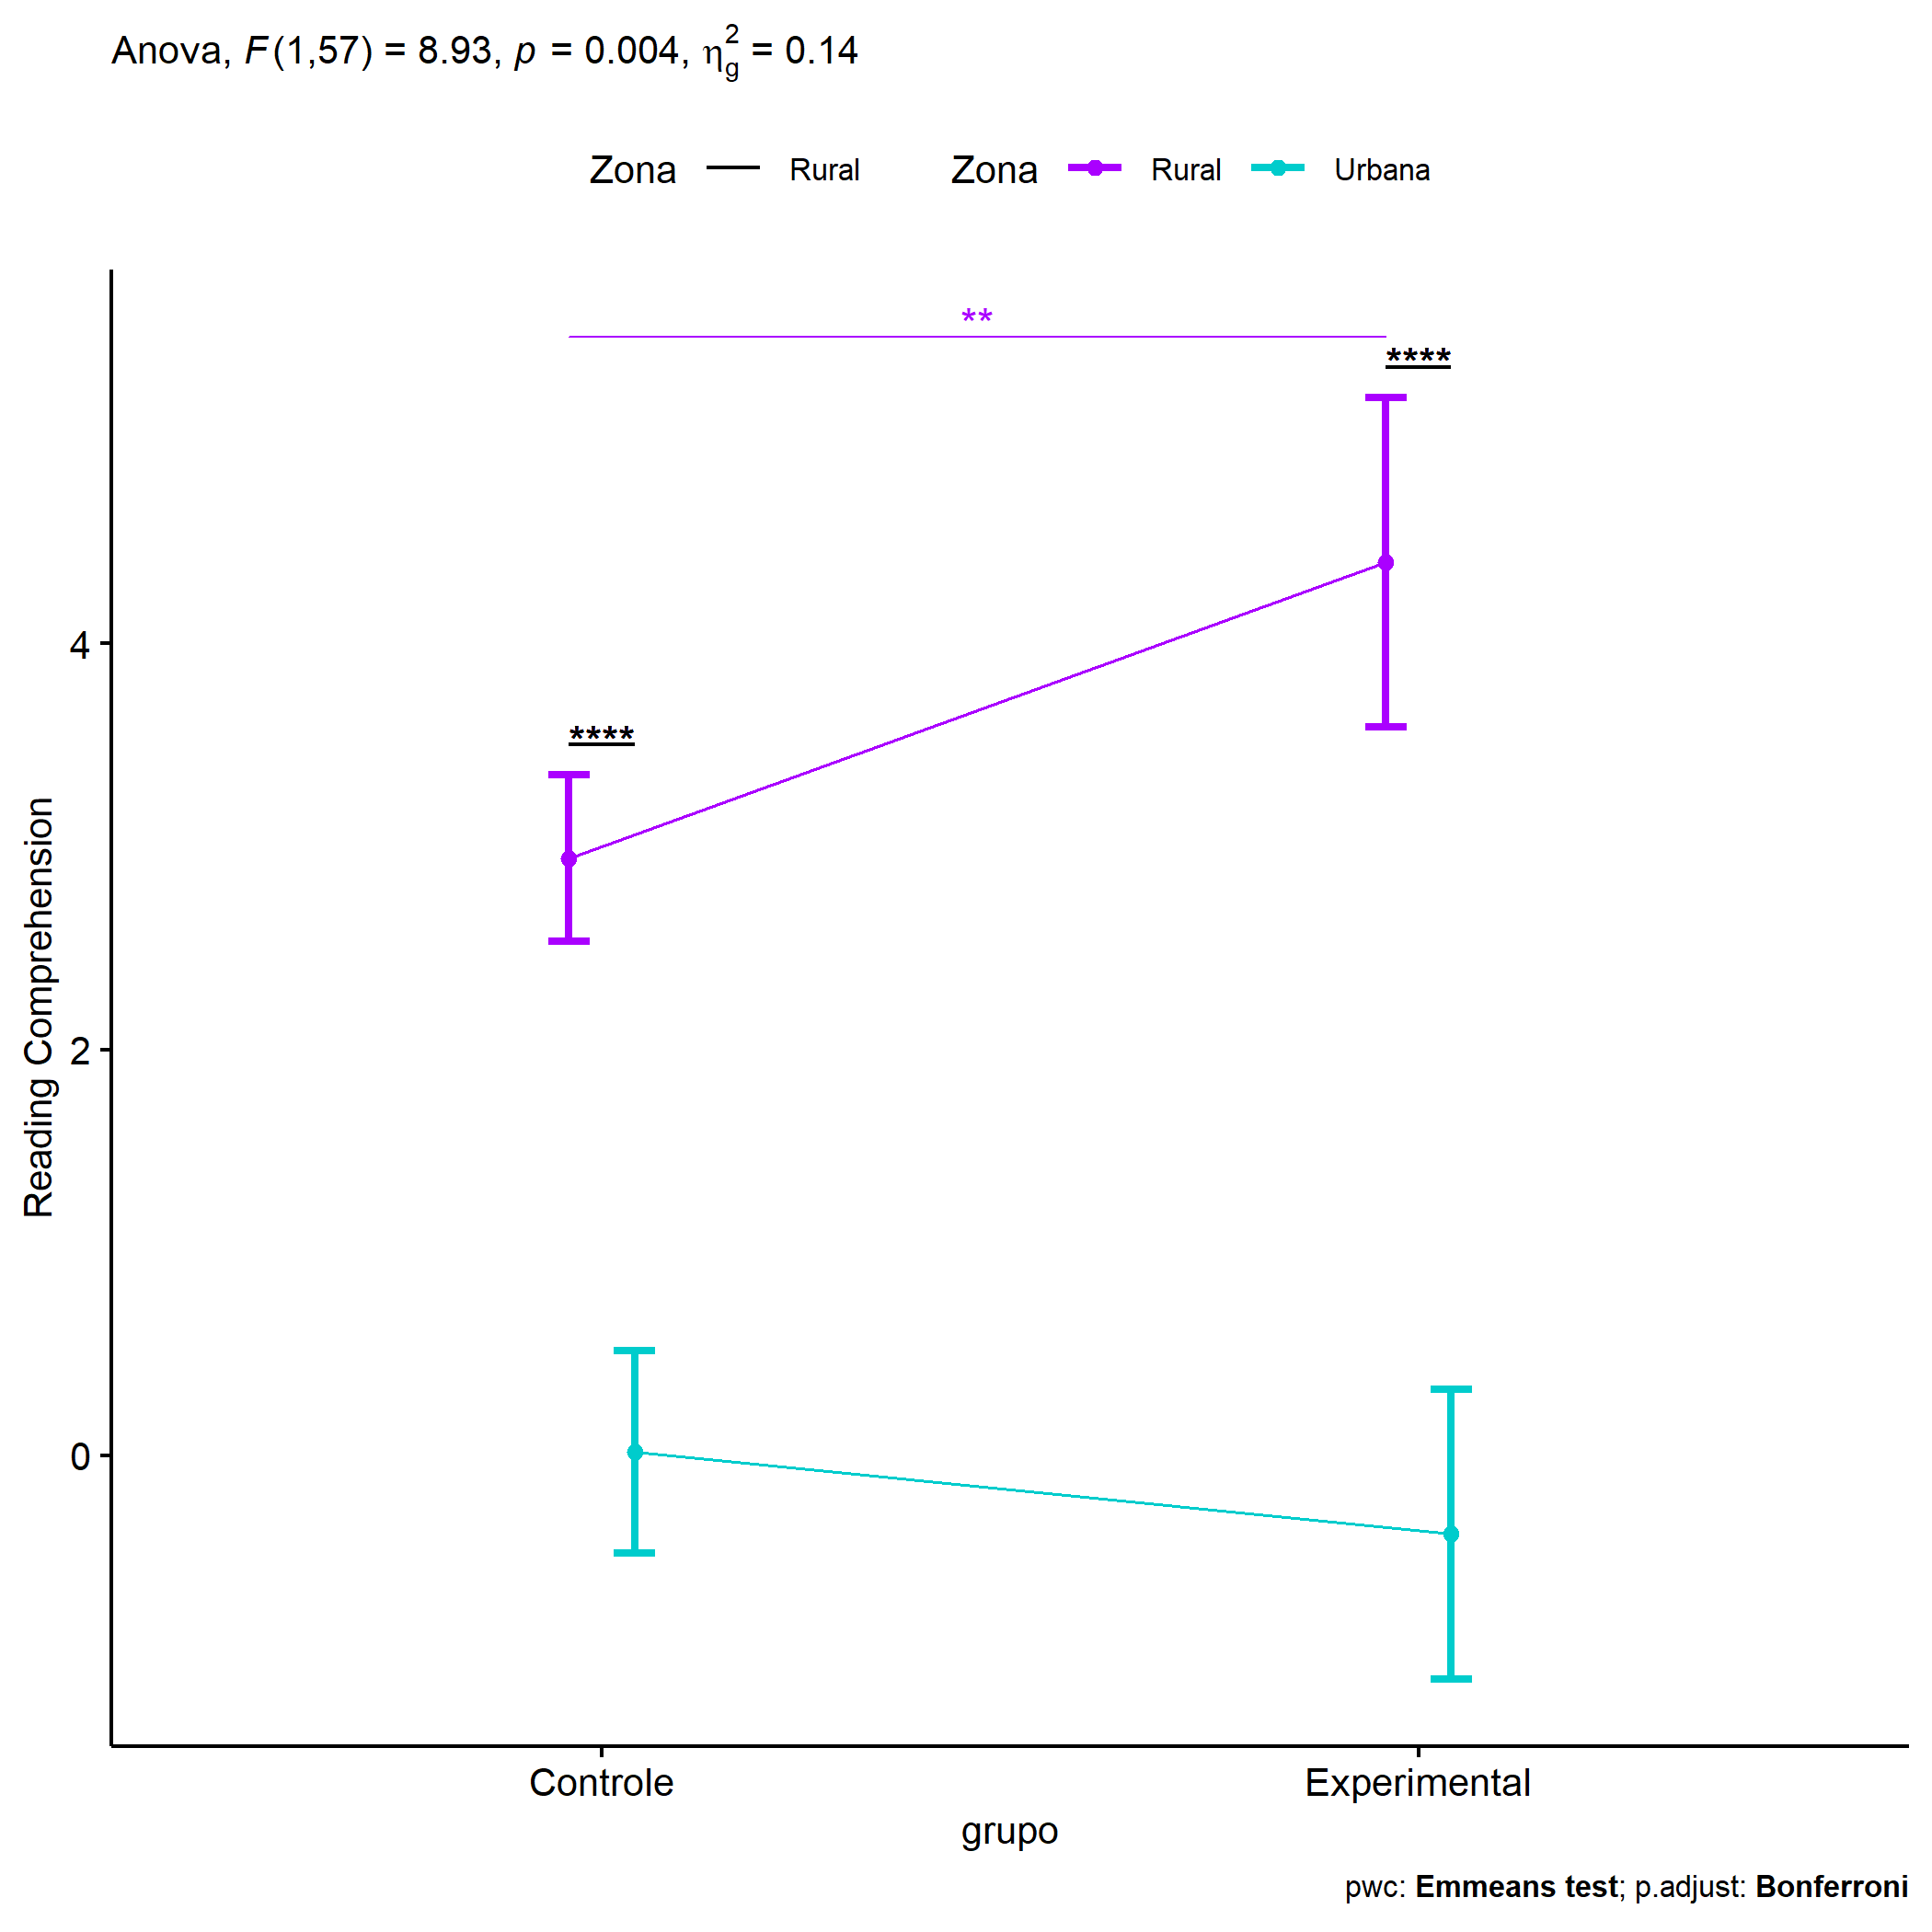 Anova, F(1,57) = 8.93, p = 0.004, η²g = 0.14
Zona Rural Zona Rural Urbana
**
****
****
4
2
0
Reading Comprehension
Controle Experimental
grupo
pwc: Emmeans test; p.adjust: Bonferroni